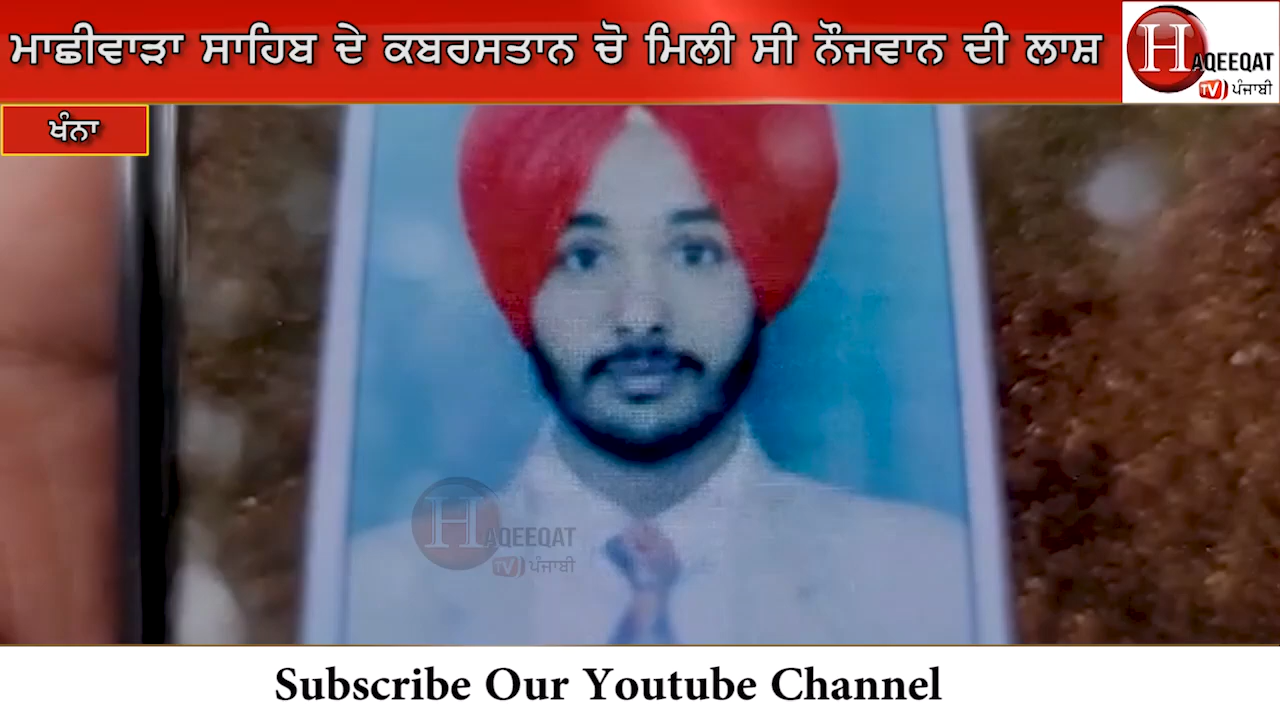 ਮਾਛੀਵਾੜਾ ਸਾਹਿਬ ਦੇ ਕਬਰਸਤਾਨ ਚੋ ਮਿਲੀ ਸੀ ਨੌਜਵਾਨ ਦੀ ਲਾਸ਼
HAQEEQAT
TV ਪੰਜਾਬੀ
ਖੰਨਾ
HAQEEQAT
TV ਪੰਜਾਬੀ
Subscribe Our Youtube Channel